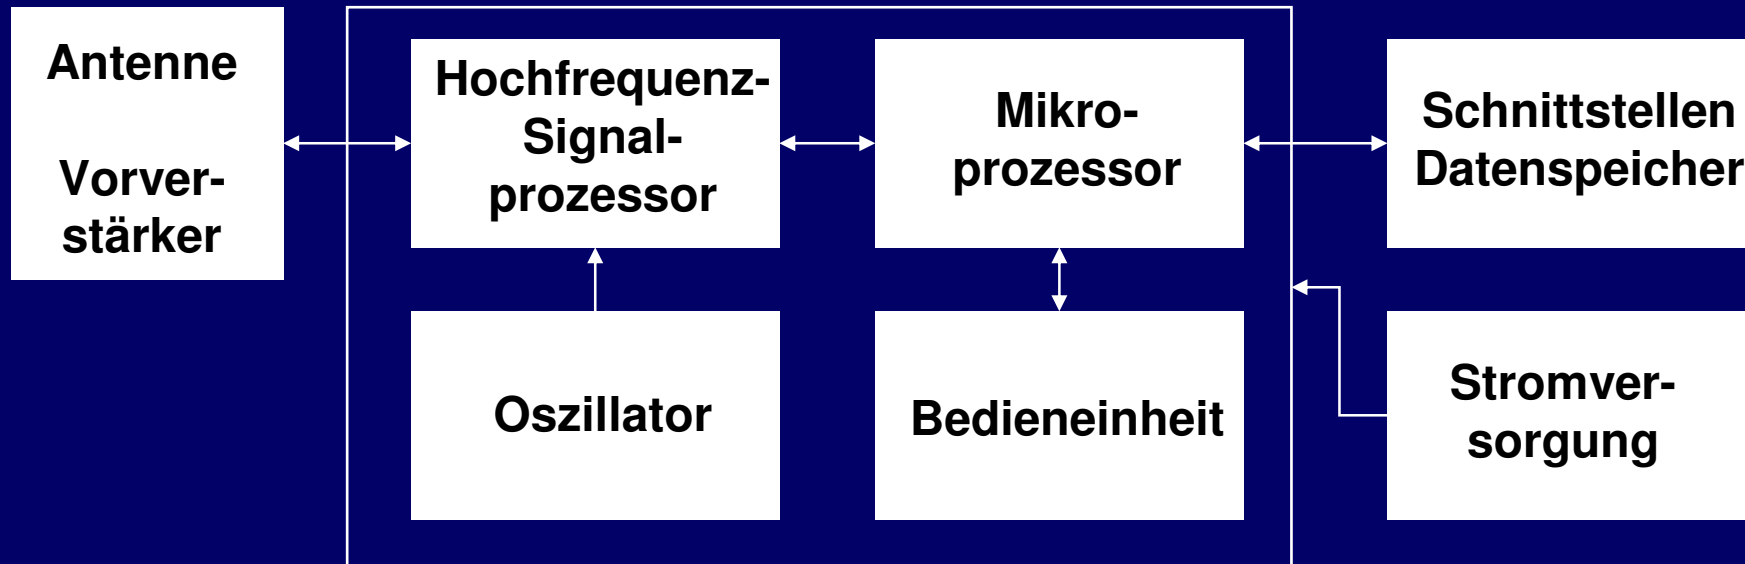 Antenne
Vorver-
stärker
Hochfrequenz-
Signal-
prozessor
Mikro-
prozessor
Schnittstellen
Datenspeicher
Oszillator
Bedieneinheit
Stromver-
sorgung